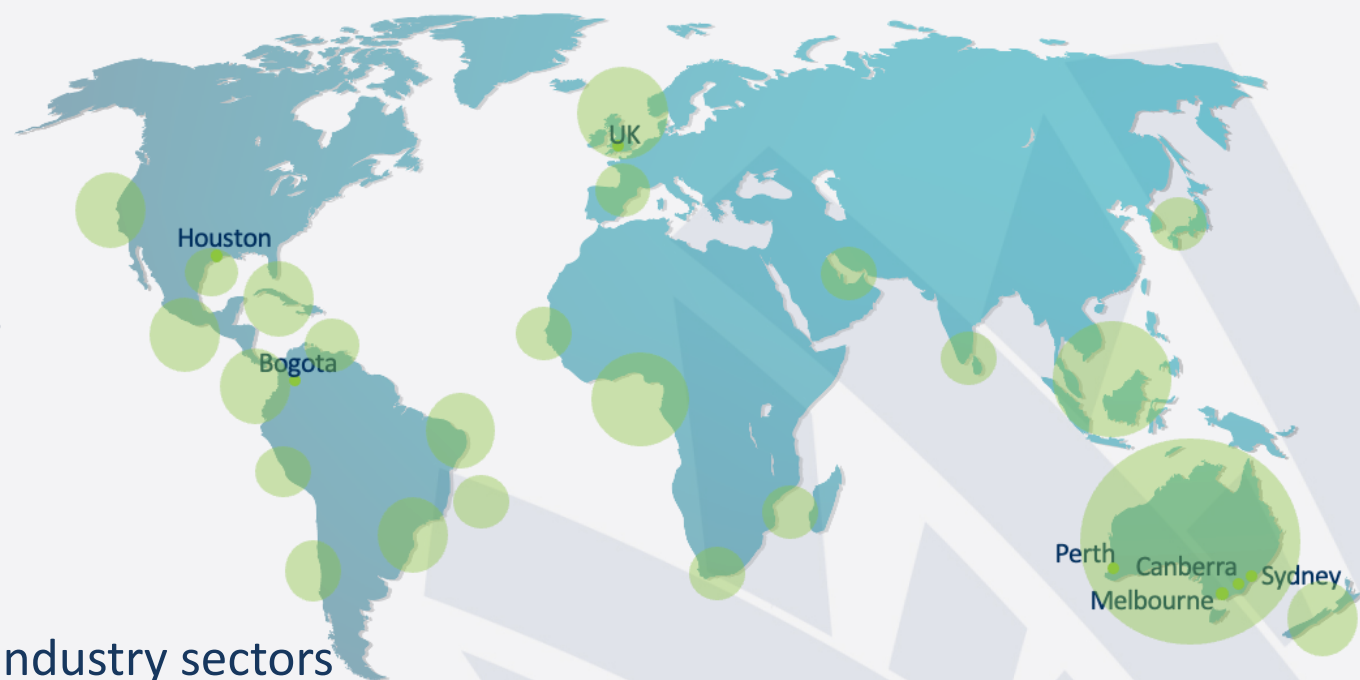 UK
Houston
Bogota
Perth
Canberra
Sydney
Melbourne
ndustry sectors